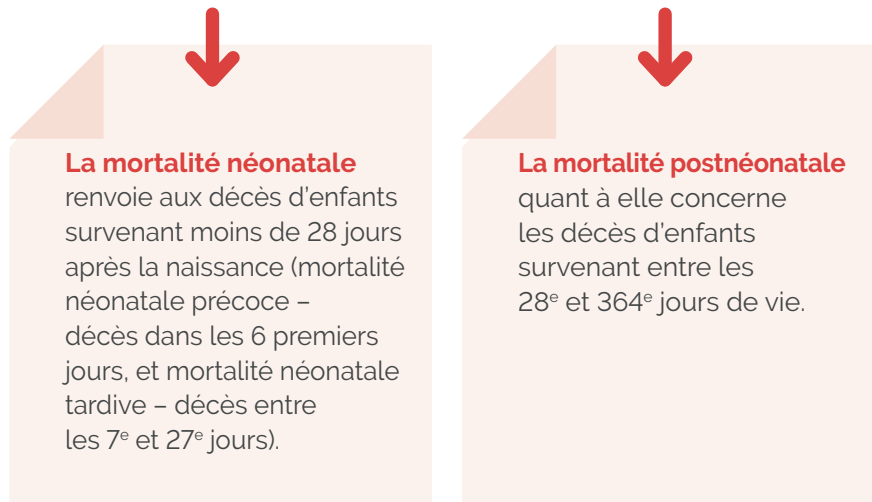 La mortalité néonatale
renvoie aux décès d’enfants
survenant moins de 28 jours
après la naissance (mortalité
néonatale précoce –
décès dans les 6 premiers
jours, et mortalité néonatale
tardive – décès entre
les 7e et 27e jours).
La mortalité postnéonatale
quant à elle concerne
les décès d’enfants
survenant entre les
28e et 364e jours de vie.